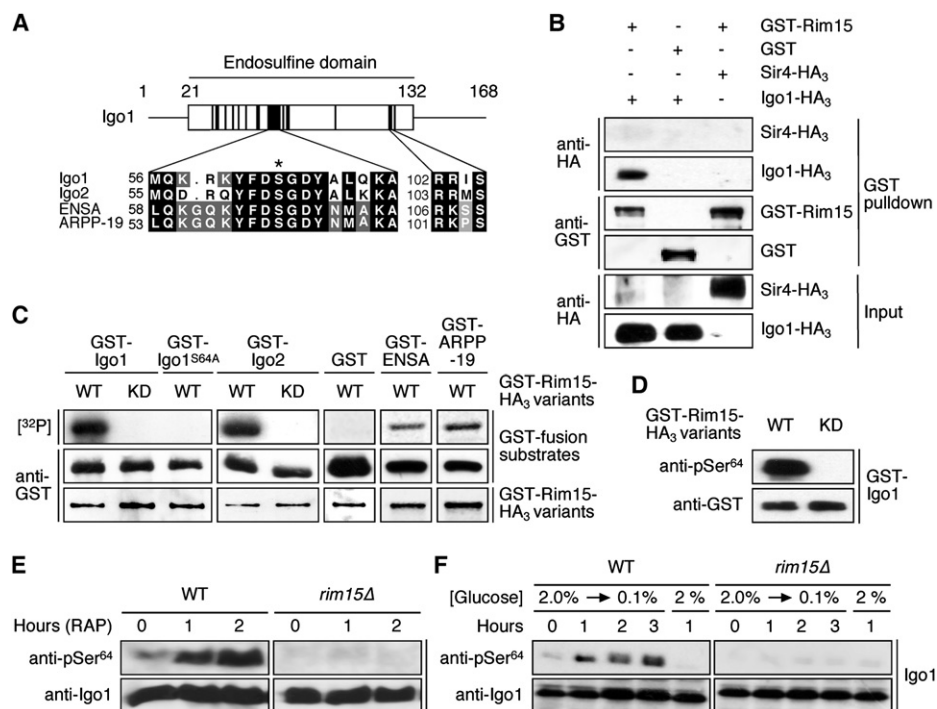 A
Endosulfine domain
1 21 132 168
Igo1
*
Igo1 56 MQK.RKYFDSGDYALQKA 102 RRIS
Igo2 55 MQD.RQYFDSGDYALKKA 103 RRMS
ENSA 58 LQKGQKYFDSGDYNMAKA 106 RKSS
ARPP-19 53 LQKGQKYFDSGDYNMAKA 101 RKPS
B
+ - + GST-Rim15
- + - GST
- - + Sir4-HA3
+ + - Igo1-HA3
anti-HA
Sir4-HA3
Igo1-HA3
anti-GST
GST-Rim15
GST
GST pulldown
anti-HA
Sir4-HA3
Igo1-HA3
Input
C
GST-Igo1 GST-Igo1S64A GST-Igo2 GST GST-ENSA GST-ARPP-19
WT KD WT WT KD WT WT WT GST-Rim15-HA3 variants
[32P]
anti-GST
GST-fusion substrates
GST-Rim15-HA3 variants
D
GST-Rim15-HA3 variants WT KD
anti-pSer64
anti-GST
GST-Igo1
E
WT rim15Δ
Hours (RAP) 0 1 2 0 1 2
anti-pSer64
anti-Igo1
F
WT rim15Δ
[Glucose] 2.0% → 0.1% 2 % 2.0% → 0.1% 2 %
Hours 0 1 2 3 1 0 1 2 3 1
anti-pSer64
anti-Igo1
Igo1